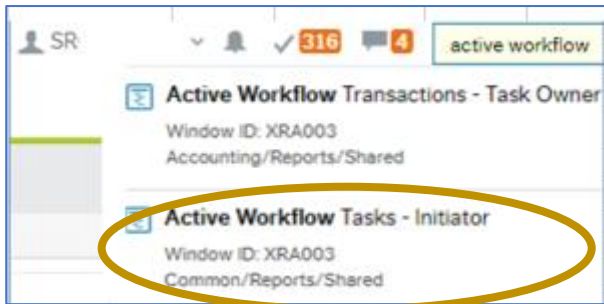 SR 316 4 active workflow
Active Workflow Transactions - Task Owner
Window ID: XRA003
Accounting/Reports/Shared
Active Workflow Tasks - Initiator
Window ID: XRA003
Common/Reports/Shared